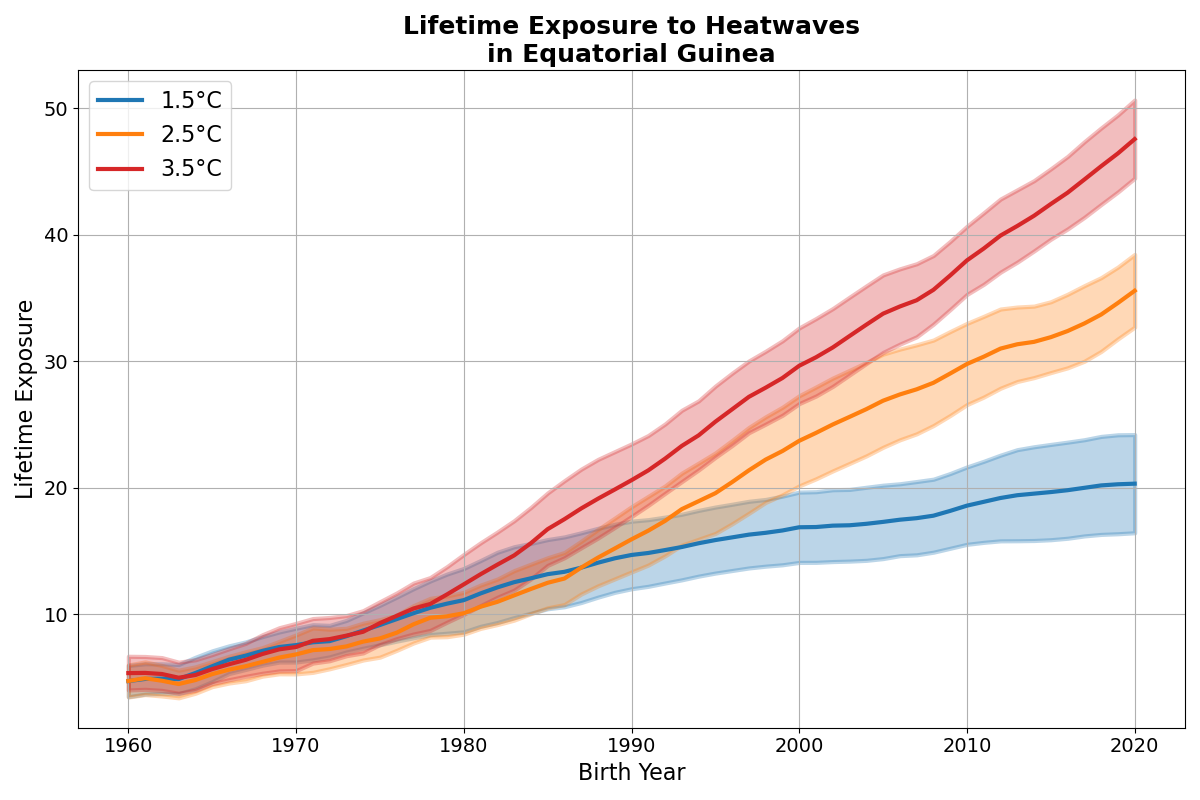 Lifetime Exposure to Heatwaves
in Equatorial Guinea
1.5°C
2.5°C
3.5°C
50
40
30
20
10
Lifetime Exposure
1960 1970 1980 1990 2000 2010 2020
Birth Year